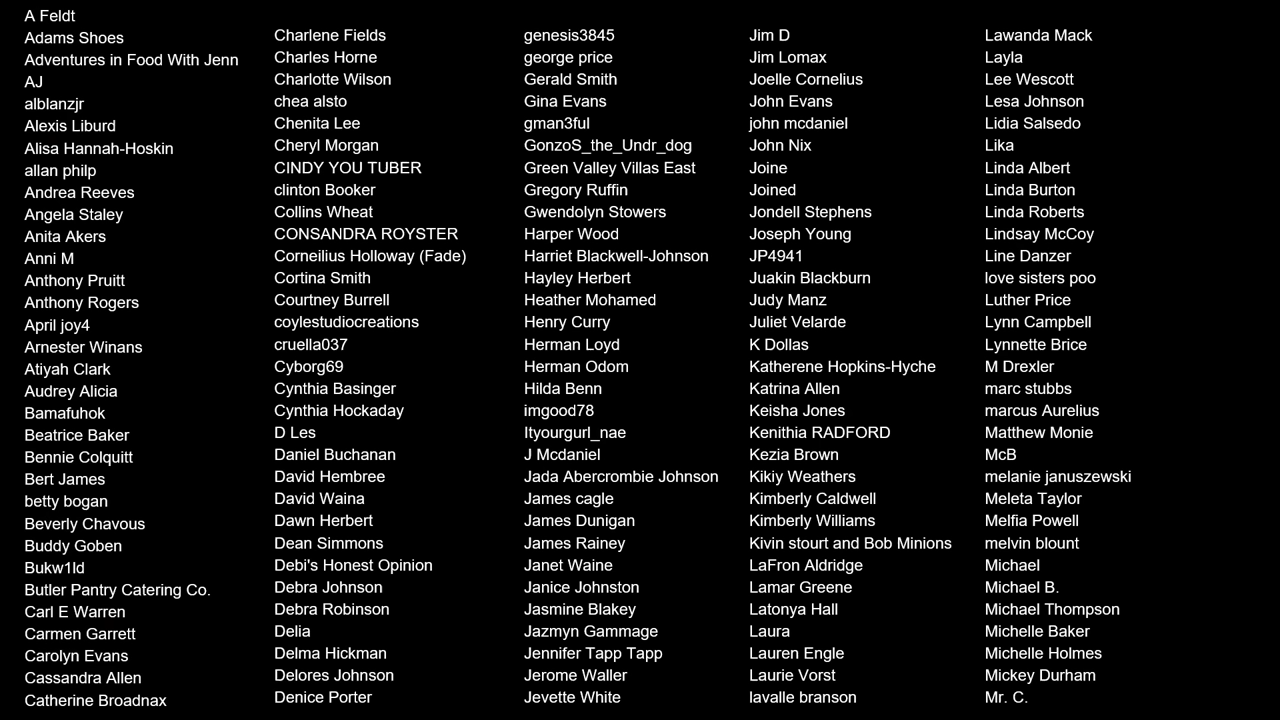 A Feldt
Adams Shoes
Adventures in Food With Jenn
AJ
alblanzjr
Alexis Liburd
Alisa Hannah-Hoskin
allan philp
Andrea Reeves
Angela Staley
Anita Akers
Anni M
Anthony Pruitt
Anthony Rogers
April joy4
Arnester Winans
Atiyah Clark
Audrey Alicia
Bamafuhok
Beatrice Baker
Bennie Colquitt
Bert James
betty bogan
Beverly Chavous
Buddy Goben
Bukw1ld
Butler Pantry Catering Co.
Carl E Warren
Carmen Garrett
Carolyn Evans
Cassandra Allen
Catherine Broadnax
Charlene Fields
Charles Horne
Charlotte Wilson
chea alsto
Chenita Lee
Cheryl Morgan
CINDY YOU TUBER
clinton Booker
Collins Wheat
CONSANDRA ROYSTER
Corneilius Holloway (Fade)
Cortina Smith
Courtney Burrell
coylestudiocreations
cruella037
Cyborg69
Cynthia Basinger
Cynthia Hockaday
D Les
Daniel Buchanan
David Hembree
David Waina
Dawn Herbert
Dean Simmons
Debi's Honest Opinion
Debra Johnson
Debra Robinson
Delia
Delma Hickman
Delores Johnson
Denice Porter
genesis3845
george price
Gerald Smith
Gina Evans
gman3ful
GonzoS_the_Undr_dog
Green Valley Villas East
Gregory Ruffin
Gwendolyn Stowers
Harper Wood
Harriet Blackwell-Johnson
Hayley Herbert
Heather Mohamed
Henry Curry
Herman Loyd
Herman Odom
Hilda Benn
imgood78
Ityourgurl_nae
J Mcdaniel
Jada Abercrombie Johnson
James cagle
James Dunigan
James Rainey
Janet Waine
Janice Johnston
Jasmine Blakey
Jazmyn Gammage
Jennifer Tapp Tapp
Jerome Waller
Jevette White
Jim D
Jim Lomax
Joelle Cornelius
John Evans
john mcdaniel
John Nix
Joine
Joined
Jondell Stephens
Joseph Young
JP4941
Juakin Blackburn
Judy Manz
Juliet Velarde
K Dollas
Katherene Hopkins-Hyche
Katrina Allen
Keisha Jones
Kenithia RADFORD
Kezia Brown
Kikiy Weathers
Kimberly Caldwell
Kimberly Williams
Kivin stourt and Bob Minions
LaFron Aldridge
Lamar Greene
Latonya Hall
Laura
Lauren Engle
Laurie Vorst
lavalle branson
Lawanda Mack
Layla
Lee Wescott
Lesa Johnson
Lidia Salsedo
Lika
Linda Albert
Linda Burton
Linda Roberts
Lindsay McCoy
Line Danzer
love sisters poo
Luther Price
Lynn Campbell
Lynnette Brice
M Drexler
marc stubbs
marcus Aurelius
Matthew Monie
McB
melanie januszewski
Meleta Taylor
Melfia Powell
melvin blount
Michael
Michael B.
Michael Thompson
Michelle Baker
Michelle Holmes
Mickey Durham
Mr. C.